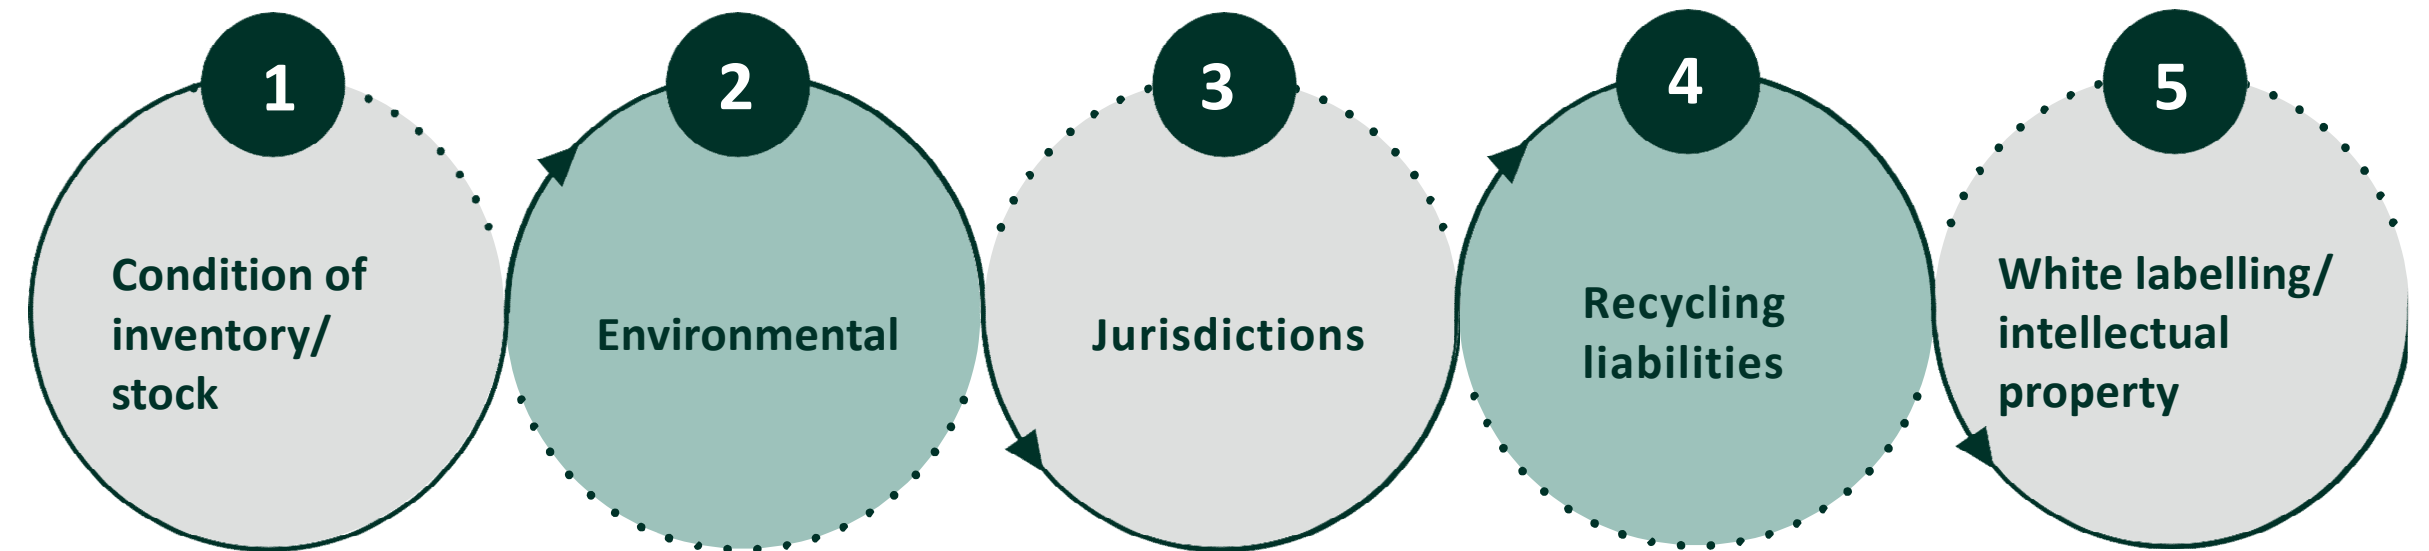 1
Condition of
inventory/
stock
2
Environmental
3
Jurisdictions
4
Recycling
liabilities
5
White labelling/
intellectual
property